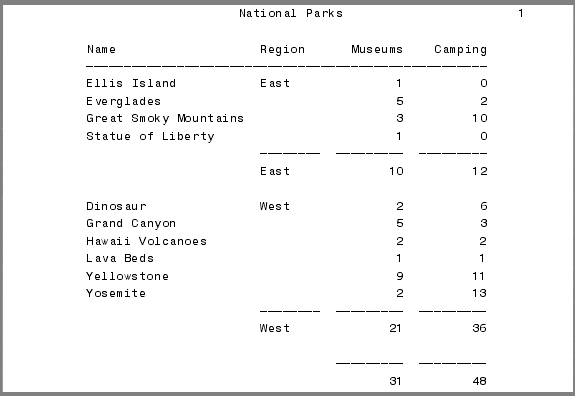 National Parks 1
Name Region Museums Camping
Ellis Island East 1 0
Everglades 5 2
Great Smoky Mountains 3 10
Statue of Liberty 1 0
East 10 12
Dinosaur West 2 6
Grand Canyon 5 3
Hawaii Volcanoes 2 2
Lava Beds 1 1
Yellowstone 9 11
Yosemite 2 13
West 21 36
31 48